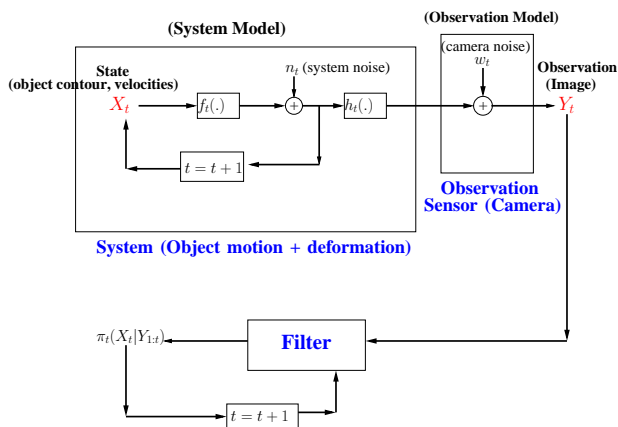 (System Model)
(Observation Model)
State
(object contour, velocities)
X_t
n_t (system noise)
f_t(.)
+
h_t(.)
t = t + 1
(camera noise)
w_t
+
Observation
(Image)
Y_t
Observation
Sensor (Camera)
System (Object motion + deformation)
π_t(X_t|Y_{1:t})
Filter
t = t + 1